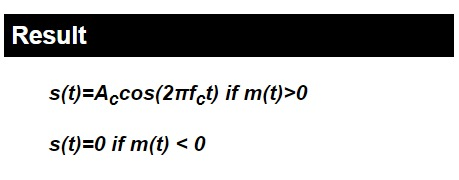 Result
s(t)=Accos(2πfct) if m(t)>0
s(t)=0 if m(t) < 0